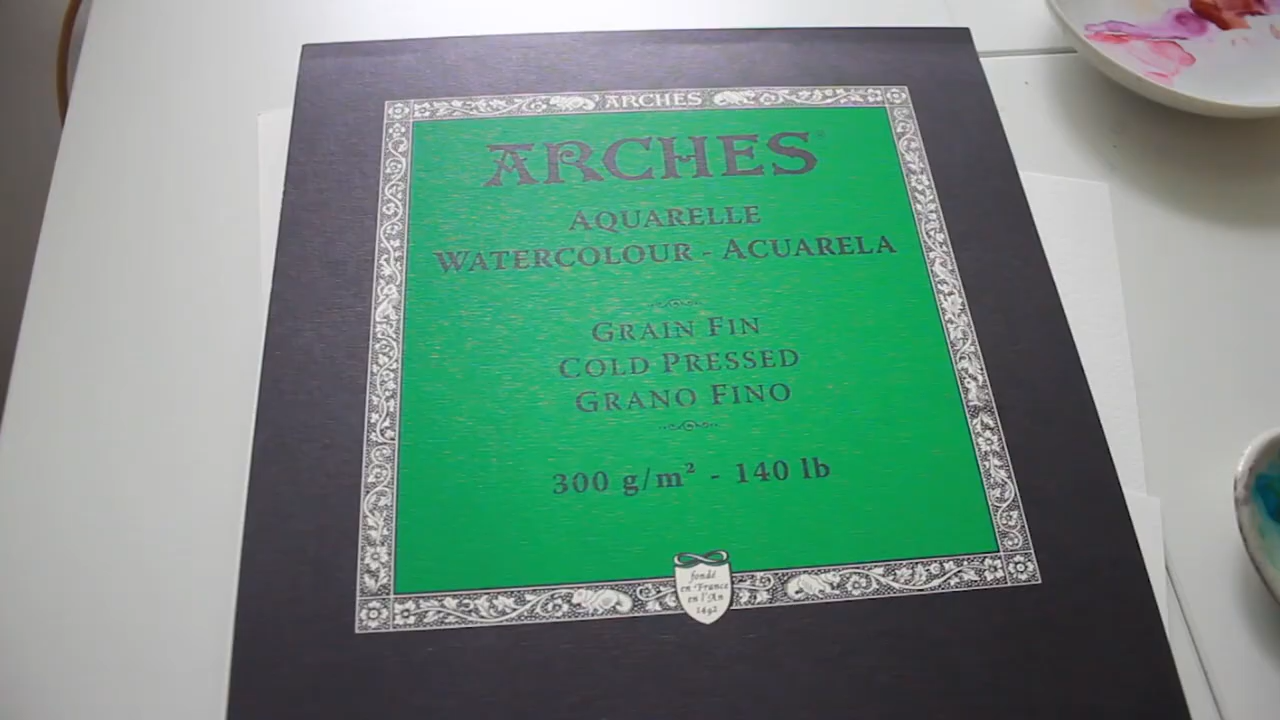 ARCHES
ARCHES®
AQUARELLE
WATERCOLOUR - ACUARELA
GRAIN FIN
COLD PRESSED
GRANO FINO
300 g/m² - 140 lb
fondé
en France
en l'An
1492